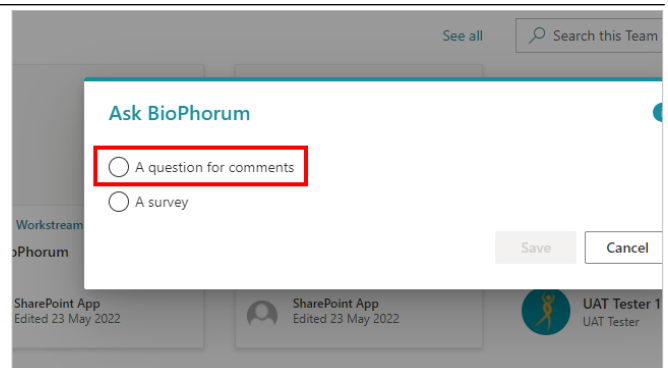 See all
Search this Team
Ask BioPhorum
A question for comments
A survey
Save
Cancel
Workstream
oPhorum
SharePoint App
Edited 23 May 2022
SharePoint App
Edited 23 May 2022
UAT Tester 1
UAT Tester